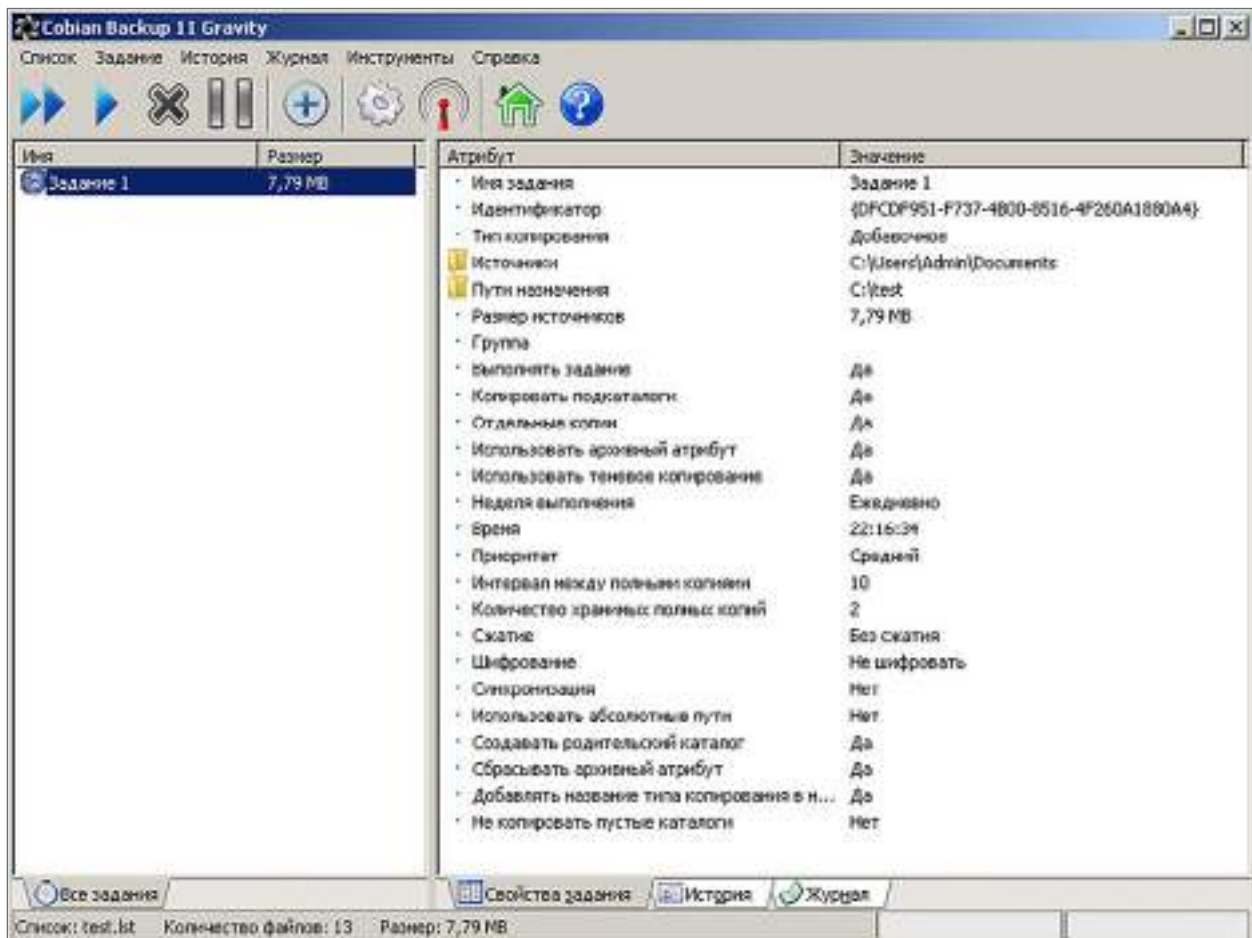 Cobian Backup 11 Gravity
Список Задание История Журнал Инструменты Справка
Имя Размер
Задание 1 7,79 MB
Атрибут Значение
Имя задания Задание 1
Идентификатор {DFCDF951-F737-4800-8516-4F260A1880A4}
Тип копирования Добавочное
Источники C:\Users\Admin\Documents
Пути назначения C:\test
Размер источников 7,79 MB
Группа
Выполнять задание Да
Копировать подкаталоги Да
Отдельные копии Да
Использовать архивный атрибут Да
Использовать теневое копирование Да
Неделя выполнения Ежедневно
Время 22:16:34
Приоритет Средний
Интервал между полными копиями 10
Количество хранимых полных копий 2
Сжатие Без сжатия
Шифрование Не шифровать
Синхронизация Нет
Использовать абсолютные пути Нет
Создавать родительский каталог Да
Сбрасывать архивный атрибут Да
Добавлять название типа копирования в н... Да
Не копировать пустые каталоги Нет
Все задания
Свойства задания История Журнал
Список: test.lst Количество файлов: 13 Размер: 7,79 MB